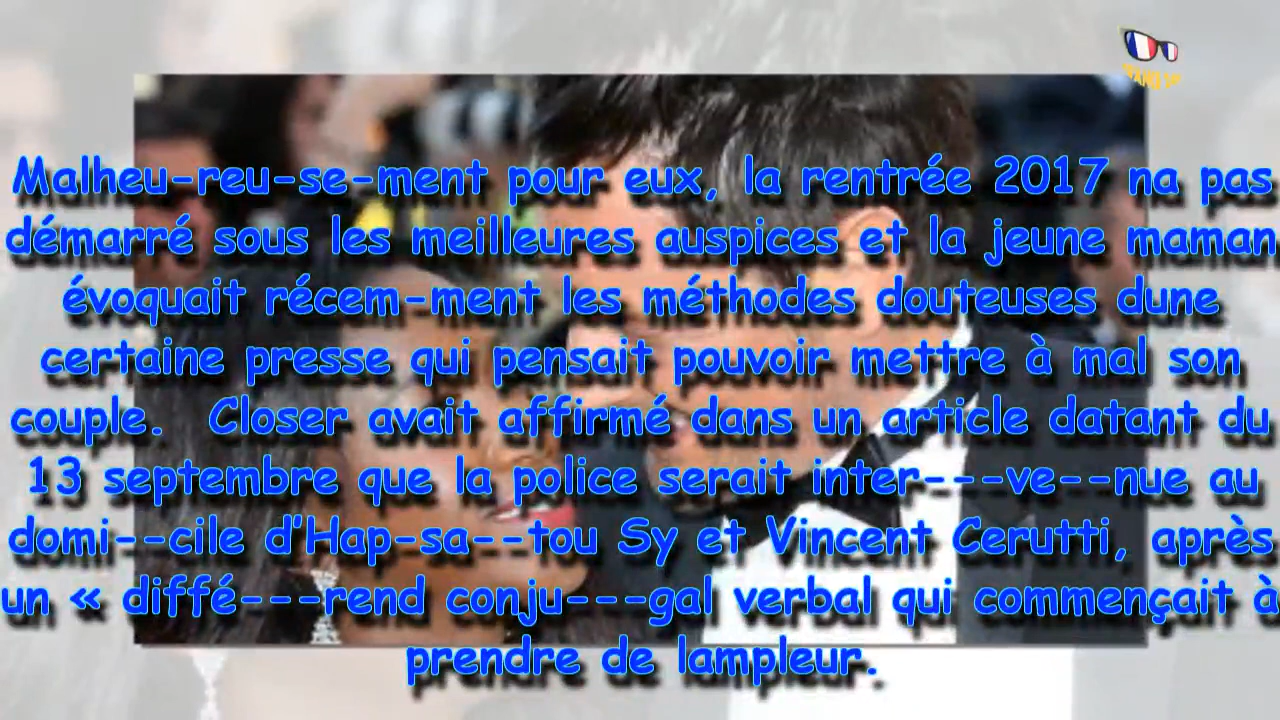 Malheu-reu-se-ment pour eux, la rentrée 2017 na pas
démarré sous les meilleures auspices et la jeune maman
évoquait récem-ment les méthodes douteuses dune
certaine presse qui pensait pouvoir mettre à mal son
couple.  Closer avait affirmé dans un article datant du
13 septembre que la police serait inter---ve--nue au
domi--cile d'Hap-sa--tou Sy et Vincent Cerutti, après
un « diffé---rend conju---gal verbal qui commençait à
prendre de lampleur.